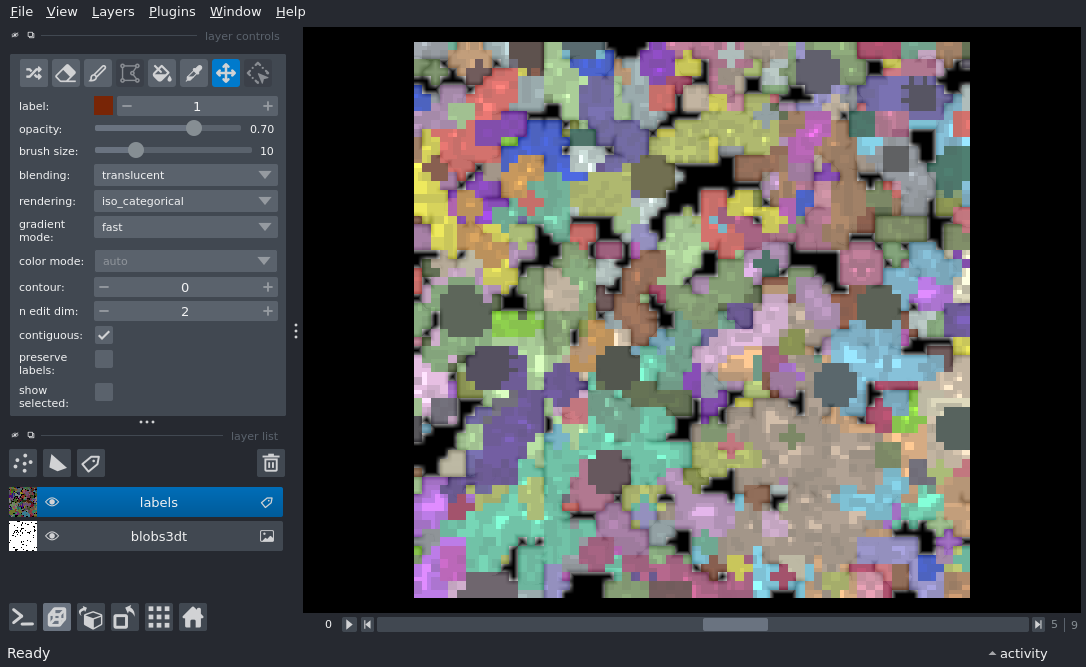 File View Layers Plugins Window Help
layer controls
label: 1
opacity: 0.70
brush size: 10
blending: translucent
rendering: iso_categorical
gradient mode: fast
color mode: auto
contour: 0
n edit dim: 2
contiguous:
preserve labels:
show selected:
layer list
labels
blobs3dt
0 5 | 9
Ready activity